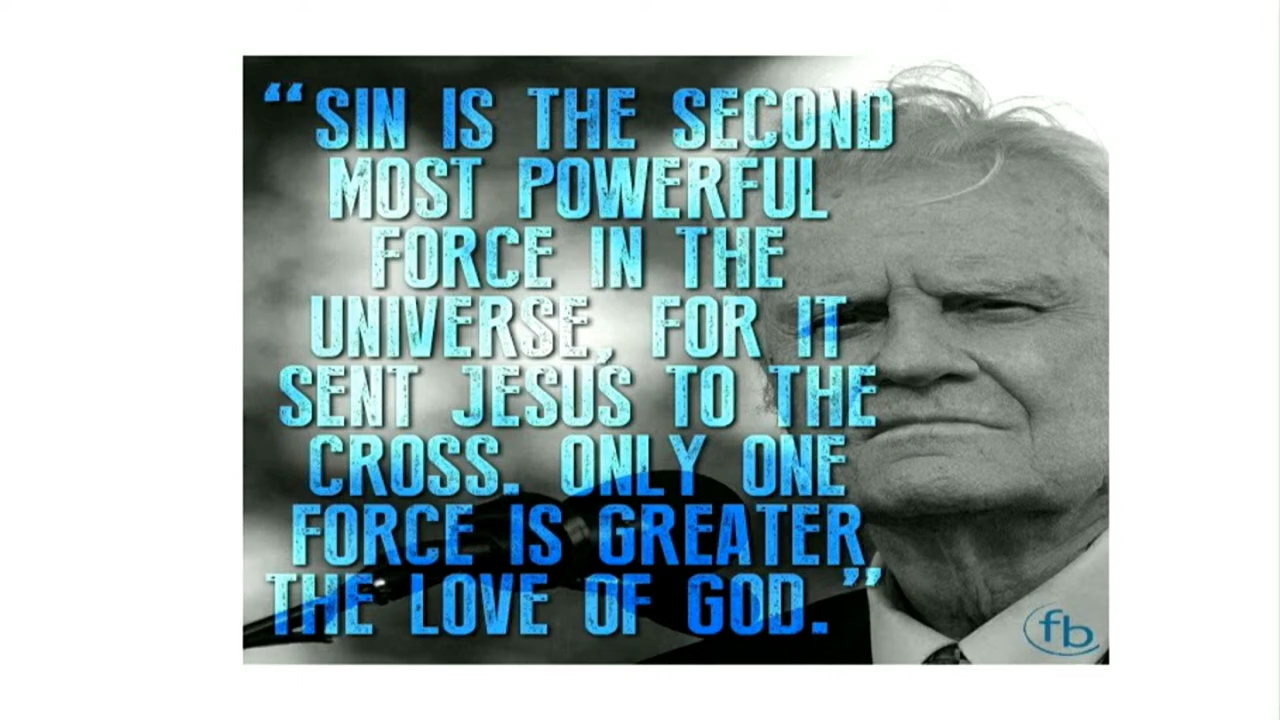 “SIN IS THE SECOND
MOST POWERFUL
FORCE IN THE
UNIVERSE, FOR IT
SENT JESUS TO THE
CROSS. ONLY ONE
FORCE IS GREATER
THE LOVE OF GOD.”
fb